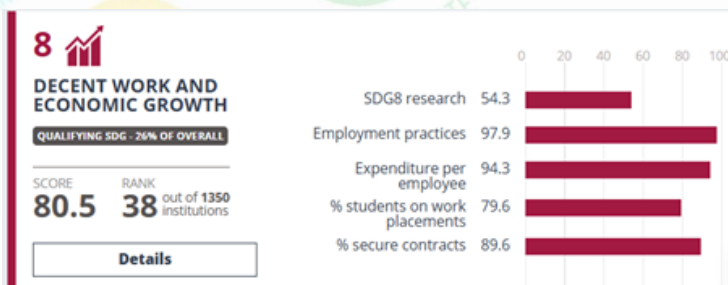 8
DECENT WORK AND
ECONOMIC GROWTH
QUALIFYING SDG - 26% OF OVERALL
SCORE
80.5
RANK
38 out of 1350
institutions
Details
0 20 40 60 80 100
SDG8 research 54.3
Employment practices 97.9
Expenditure per 94.3
employee
% students on work 79.6
placements
% secure contracts 89.6